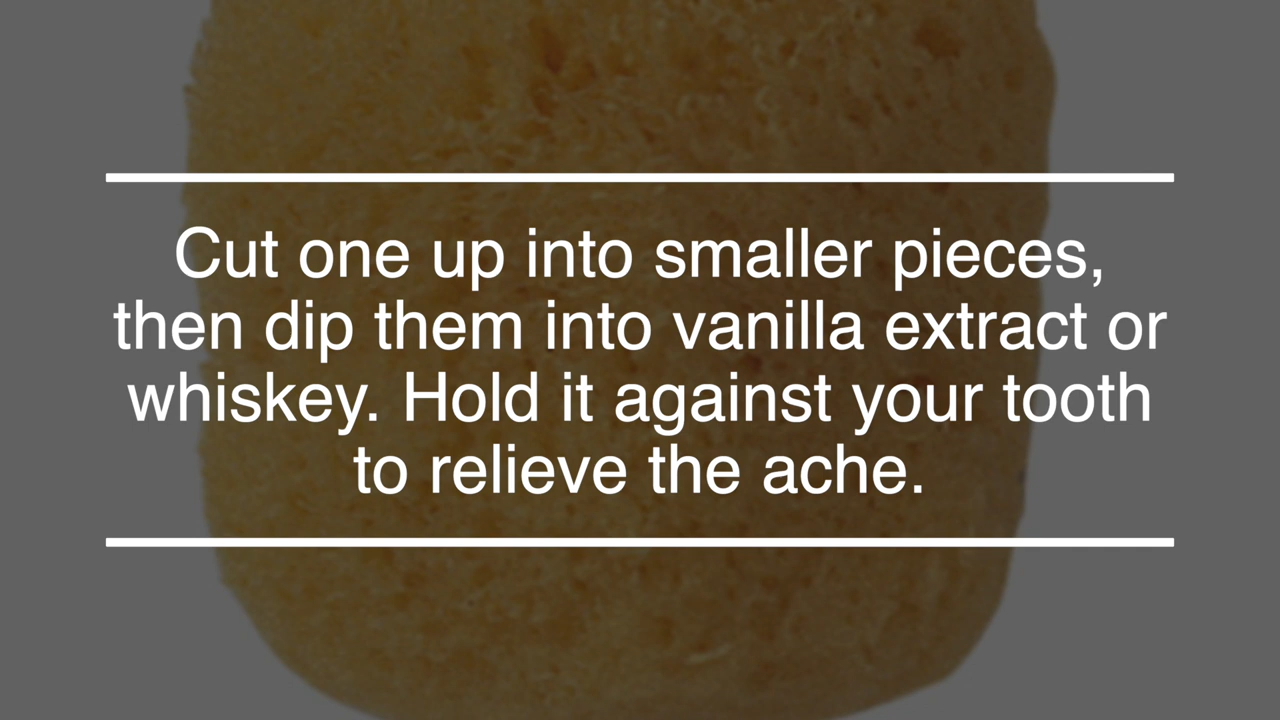 Cut one up into smaller pieces,
then dip them into vanilla extract or
whiskey. Hold it against your tooth
to relieve the ache.